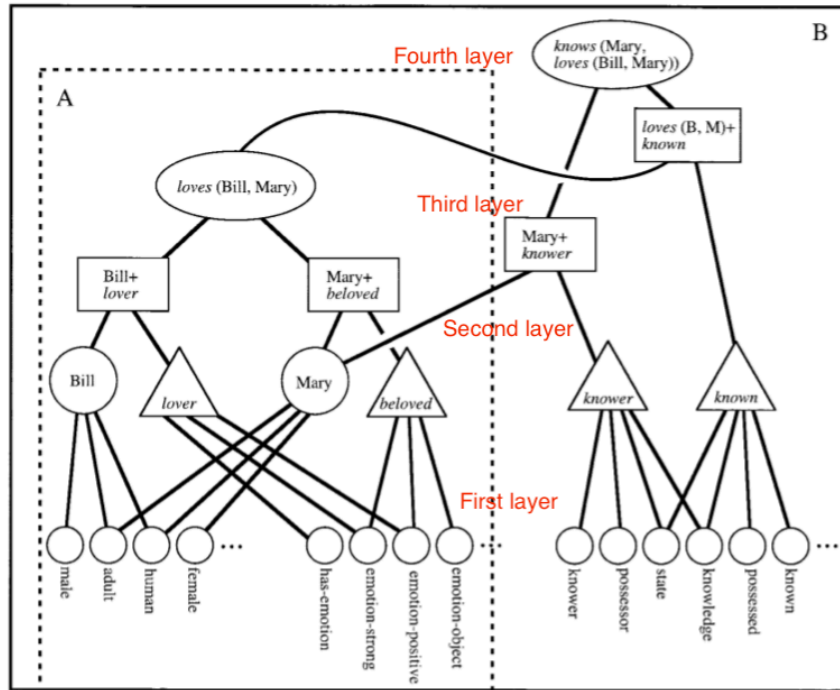 Fourth layer
B
knows (Mary,
loves (Bill, Mary))
A
loves (B, M)+
known
loves (Bill, Mary)
Third layer
Mary+
knower
Bill+
lover
Mary+
beloved
Second layer
Bill
lover
Mary
beloved
knower
known
First layer
male
adult
human
female
...
has-emotion
emotion-strong
emotion-positive
emotion-object
...
knower
possessor
state
knowledge
possessed
known
...